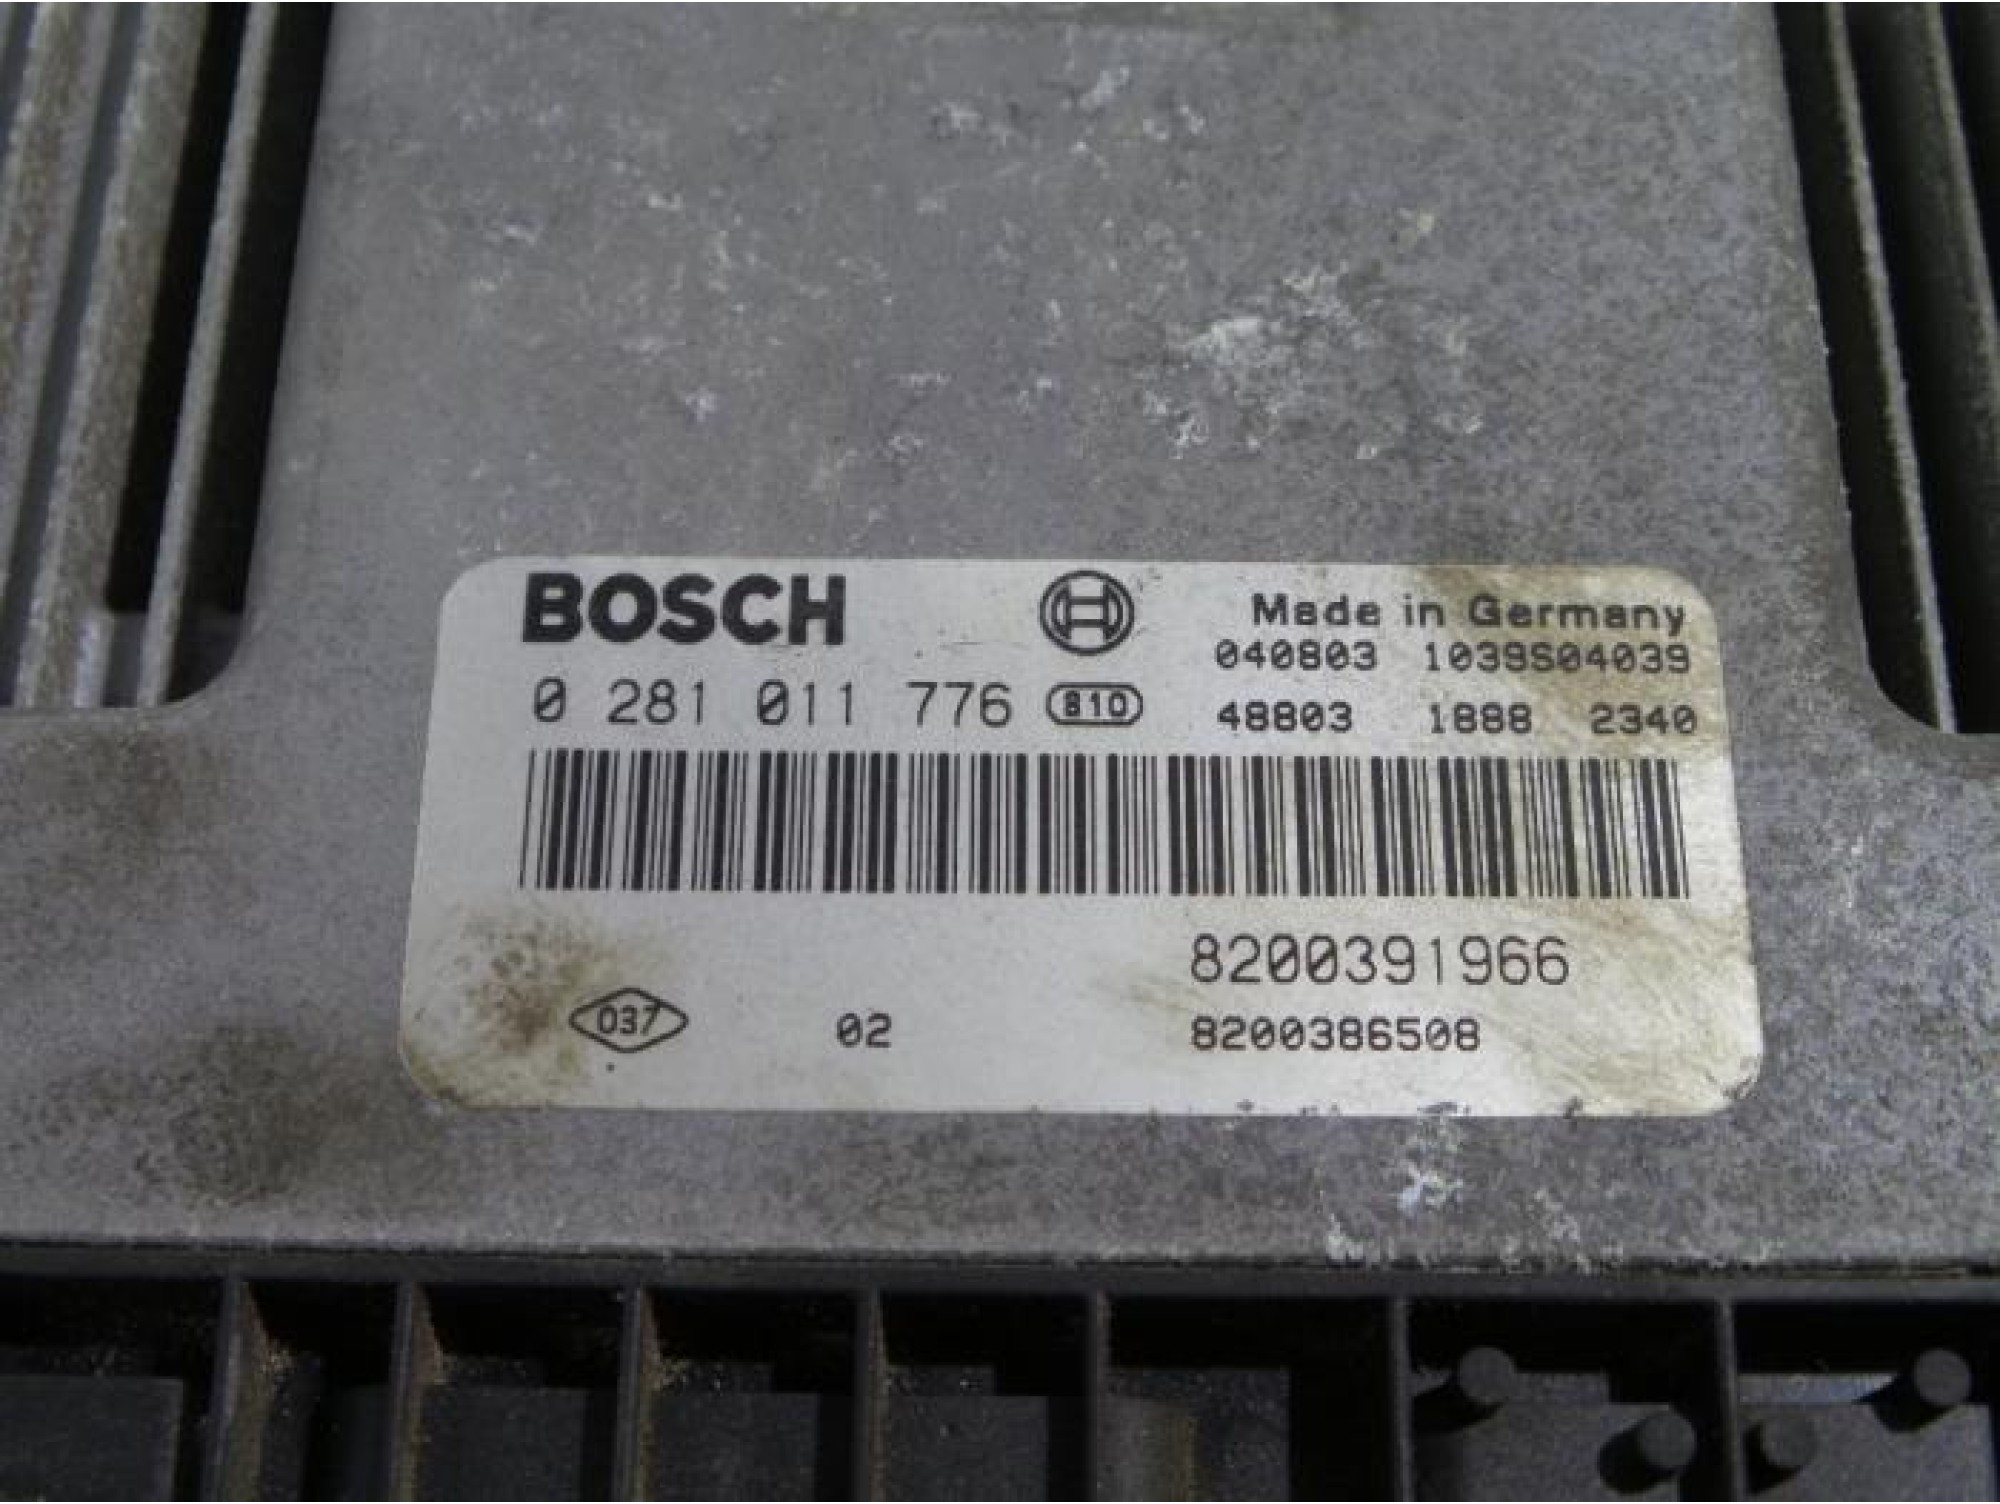 BOSCH
Made in Germany
040803 1039S04039
0 281 011 776 810 48803 1888 2340
8200391966
037 02 8200386508